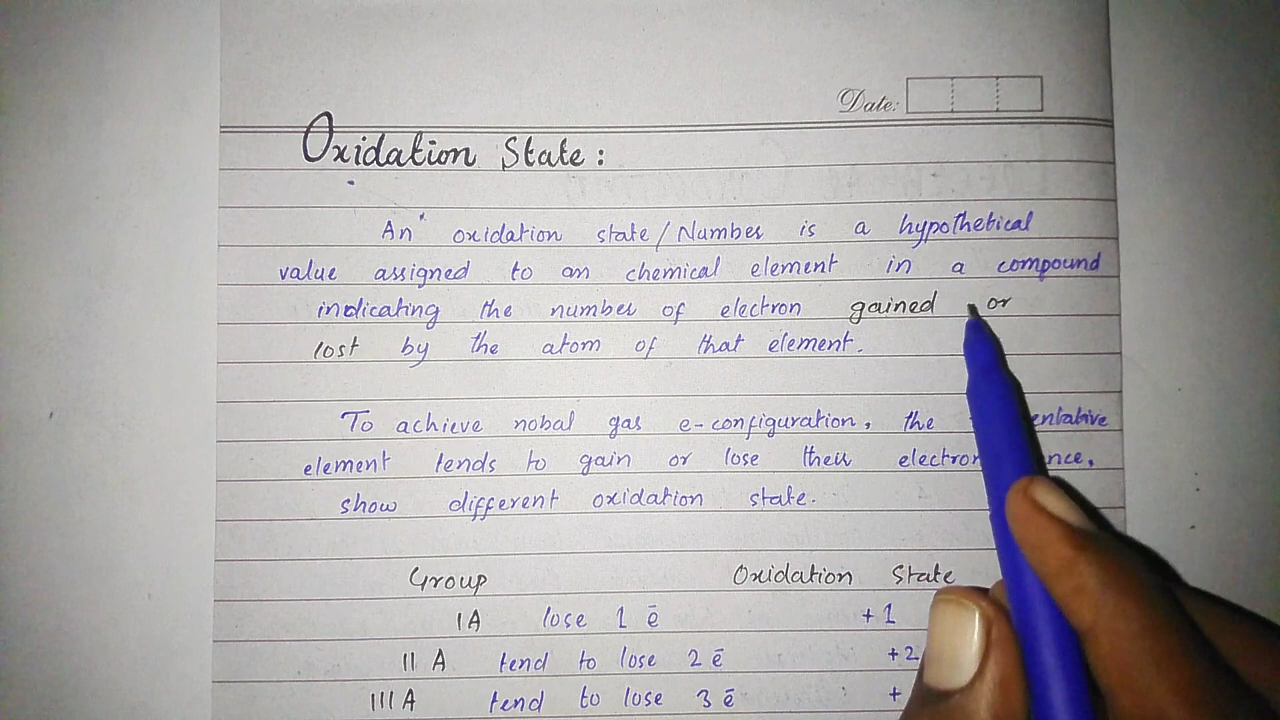 Date:
Oxidation State:
An oxidation state/Number is a hypothetical
value assigned to an chemical element in a compound
indicating the number of electron gained or
lost by the atom of that element.
To achieve nobal gas e-configuration, the
element tends to gain or lose their
show different oxidation state.
Group Oxidation State
IA lose 1 ē +1
II A tend to lose 2 ē +2
IIIA tend to lose 3 ē +